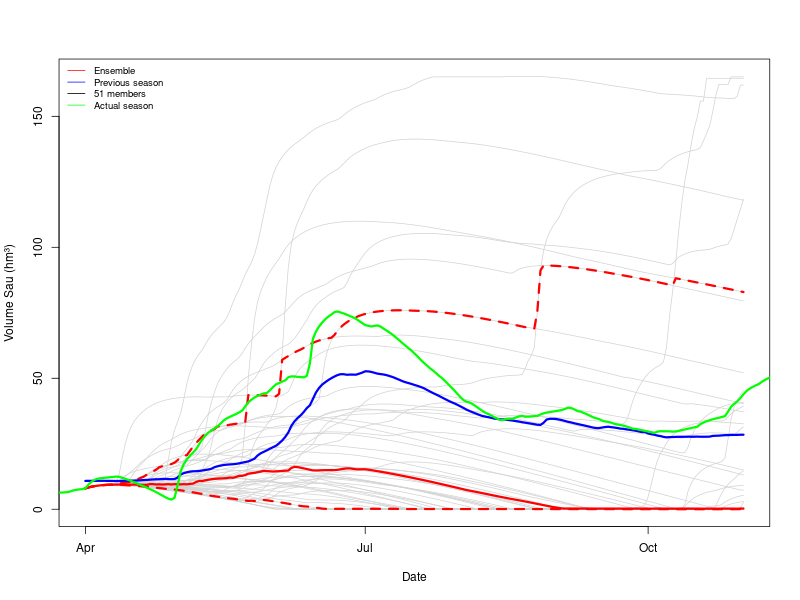 Ensemble
Previous season
51 members
Actual season
Volume Sau (hm³)
150
100
50
0
Apr
Jul
Oct
Date